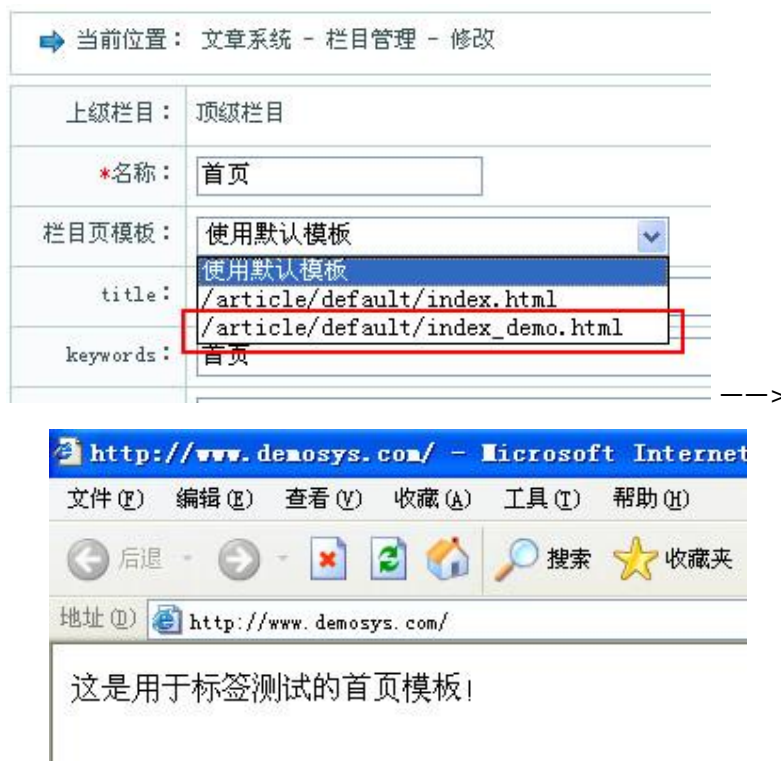 当前位置： 文章系统 - 栏目管理 - 修改
上级栏目： 顶级栏目
*名称： 首页
栏目页模板： 使用默认模板
使用默认模板
title：
/article/default/index.html
/article/default/index_demo.html
keywords： 首页
——>
http://www.demosys.com/ - Microsoft Internet
文件(F) 编辑(E) 查看(V) 收藏(A) 工具(T) 帮助(H)
后退 搜索 收藏夹
地址(D) http://www.demosys.com/
这是用于标签测试的首页模板!